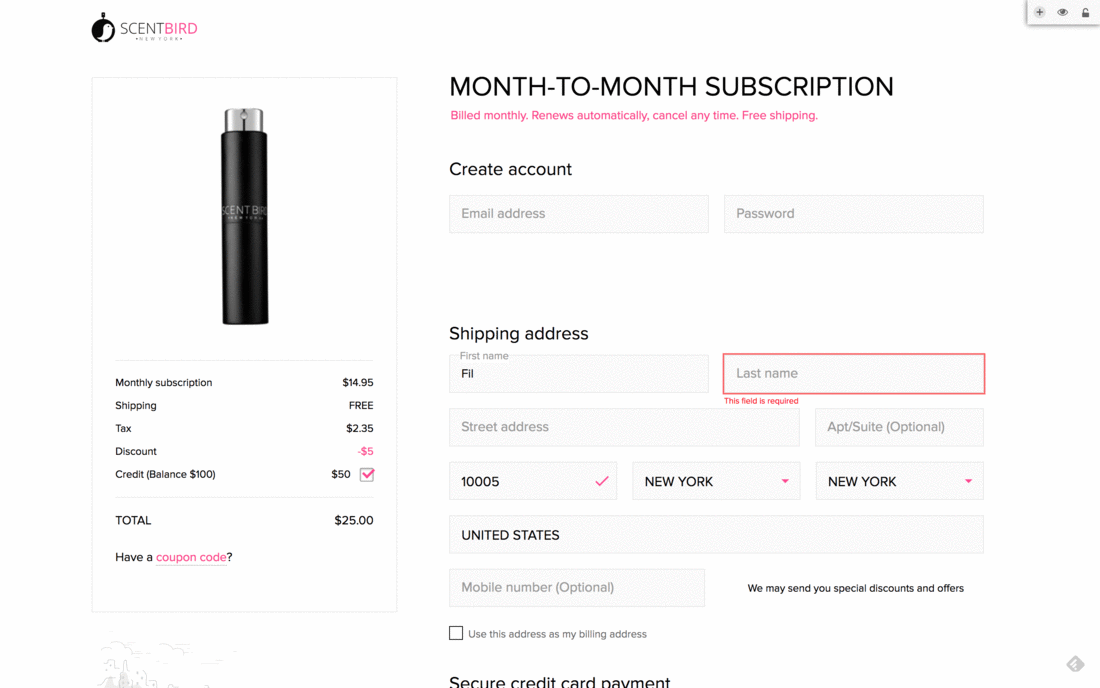 SCENTBIRD
• NEW YORK •
MONTH-TO-MONTH SUBSCRIPTION
Billed monthly. Renews automatically, cancel any time. Free shipping.
Create account
Email address
Password
SCENTBIRD
NEW YORK
Shipping address
First name
Fil
Last name
This field is required
Street address
Apt/Suite (Optional)
10005
NEW YORK
NEW YORK
UNITED STATES
Mobile number (Optional)
We may send you special discounts and offers
Use this address as my billing address
Secure credit card payment
Monthly subscription $14.95
Shipping FREE
Tax $2.35
Discount -$5
Credit (Balance $100) $50
TOTAL $25.00
Have a coupon code?